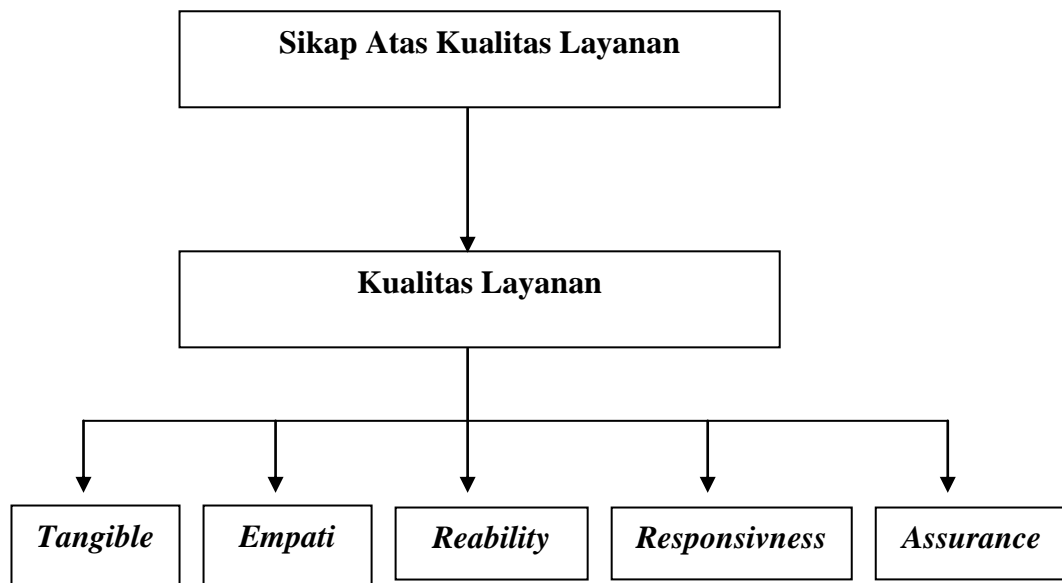 Sikap Atas Kualitas Layanan
Kualitas Layanan
Tangible
Empati
Reability
Responsivness
Assurance